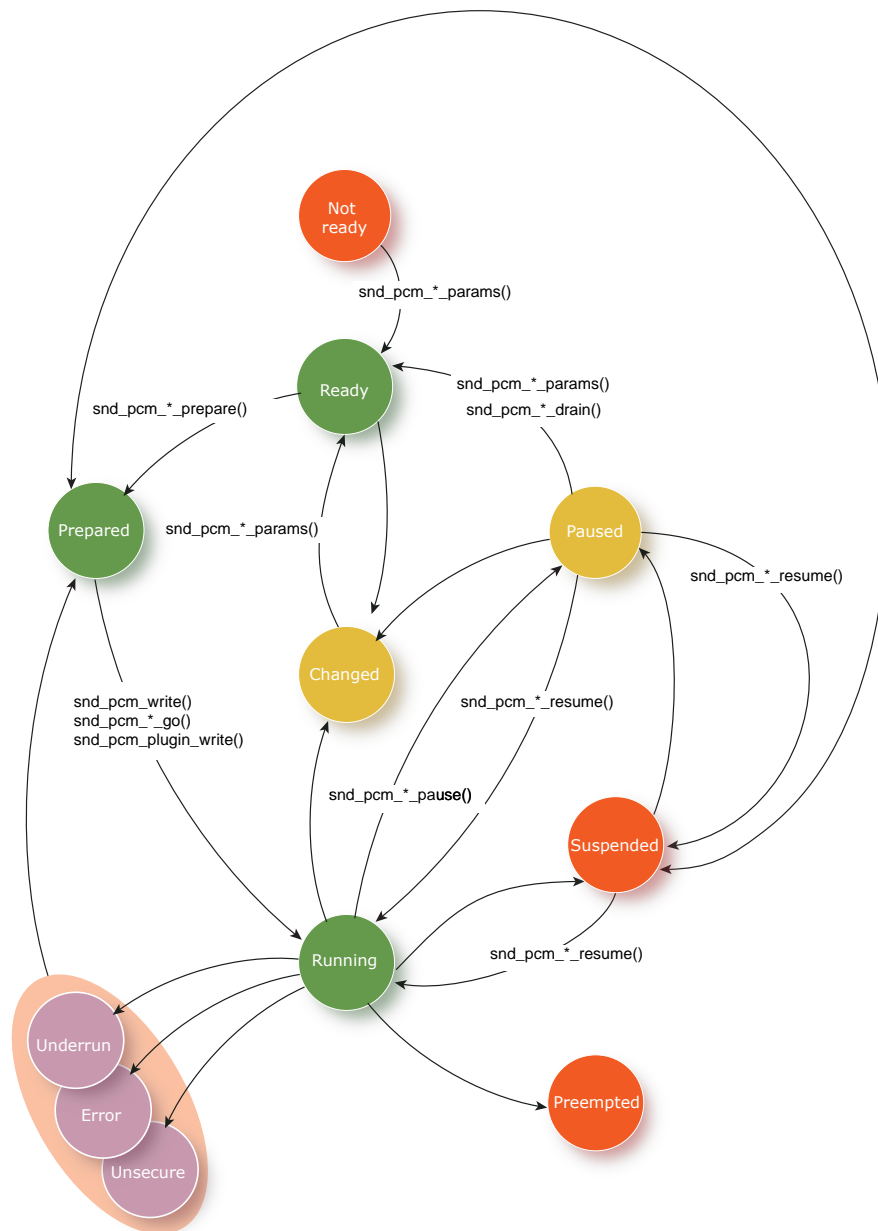 Not
ready
snd_pcm_*_params()
Ready
snd_pcm_*_params()
snd_pcm_*_drain()
snd_pcm_*_prepare()
Prepared
snd_pcm_*_params()
Paused
snd_pcm_*_resume()
Changed
snd_pcm_write()
snd_pcm_*_go()
snd_pcm_plugin_write()
snd_pcm_*_resume()
snd_pcm_*_pause()
Suspended
snd_pcm_*_resume()
Running
Underrun
Error
Unsecure
Preempted